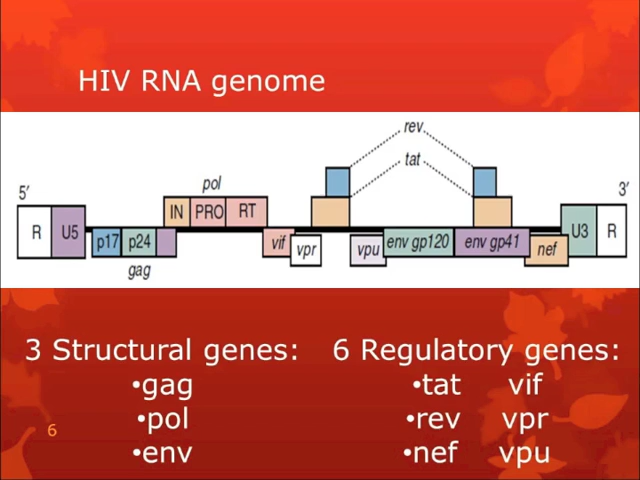 HIV RNA genome
rev
tat
5′
pol
3′
R U5 IN PRO RT U3 R
p17 p24 vif vpr vpu env gp120 env gp41 nef
gag
3 Structural genes:
•gag
•pol
•env
6 Regulatory genes:
•tat vif
•rev vpr
•nef vpu
6